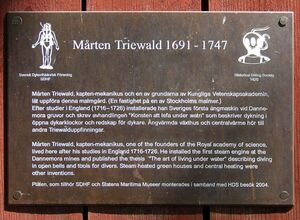 Mårten Triewald 1691 - 1747
Svensk Dykerihistorisk Förening
SDHF
Historical Diving Society
HDS
Mårten Triewald, kapten-mekanikus och en av grundarna av Kungliga Vetenskapsakademin,
lät uppföra denna malmgård. (En fastighet på en av Stockholms malmar.)
Efter studier i England (1716–1726) installerade han Sveriges första ångmaskin vid Danne-
mora gruvor och skrev avhandlingen "Konsten att lefa under watn" som beskriver dykning i
öppna dykarklockor och redskap för dykare. Ångvärmda växthus och centralvärme hör till
andra Triewalduppfinningar.
Mårten Triewald, kapten-mekanikus, one of the founders of the Royal academy of science,
lived here after his studies in England 1716-1726. He installed the first steam engine at the
Dannemora mines and published the thesis "The art of living under water" describing diving
in open bells and tools for divers. Steam heated green houses and central heating were
other inventions.
Plåten, som tillhör SDHF och Statens Maritima Museer monterades i samband med HDS besök 2004.